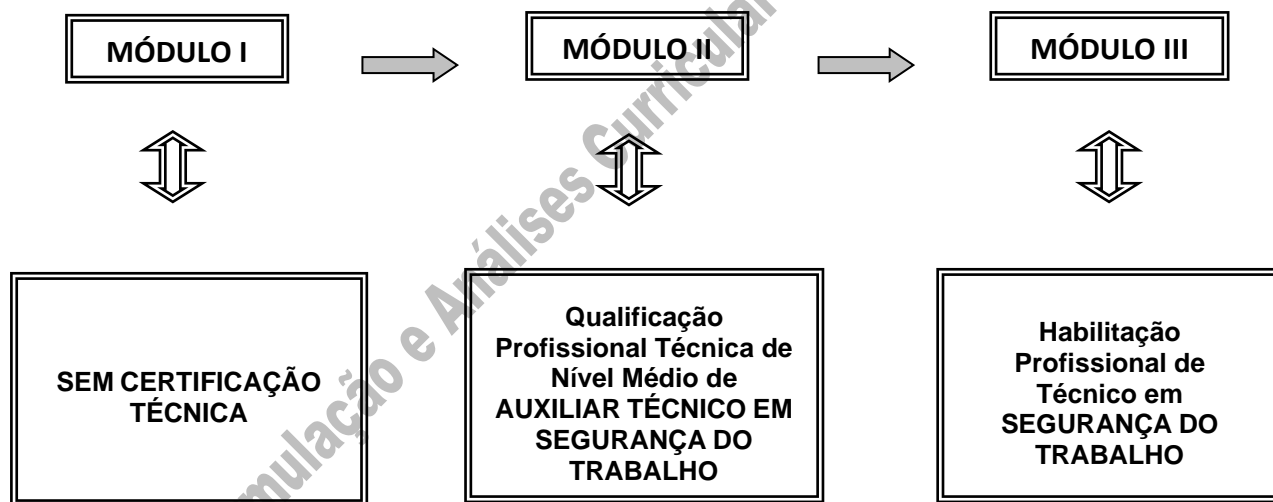 MÓDULO I
MÓDULO II
MÓDULO III
SEM CERTIFICAÇÃO
TÉCNICA
Qualificação
Profissional Técnica de
Nível Médio de
AUXILIAR TÉCNICO EM
SEGURANÇA DO
TRABALHO
Habilitação
Profissional de
Técnico em
SEGURANÇA DO
TRABALHO
e Análises